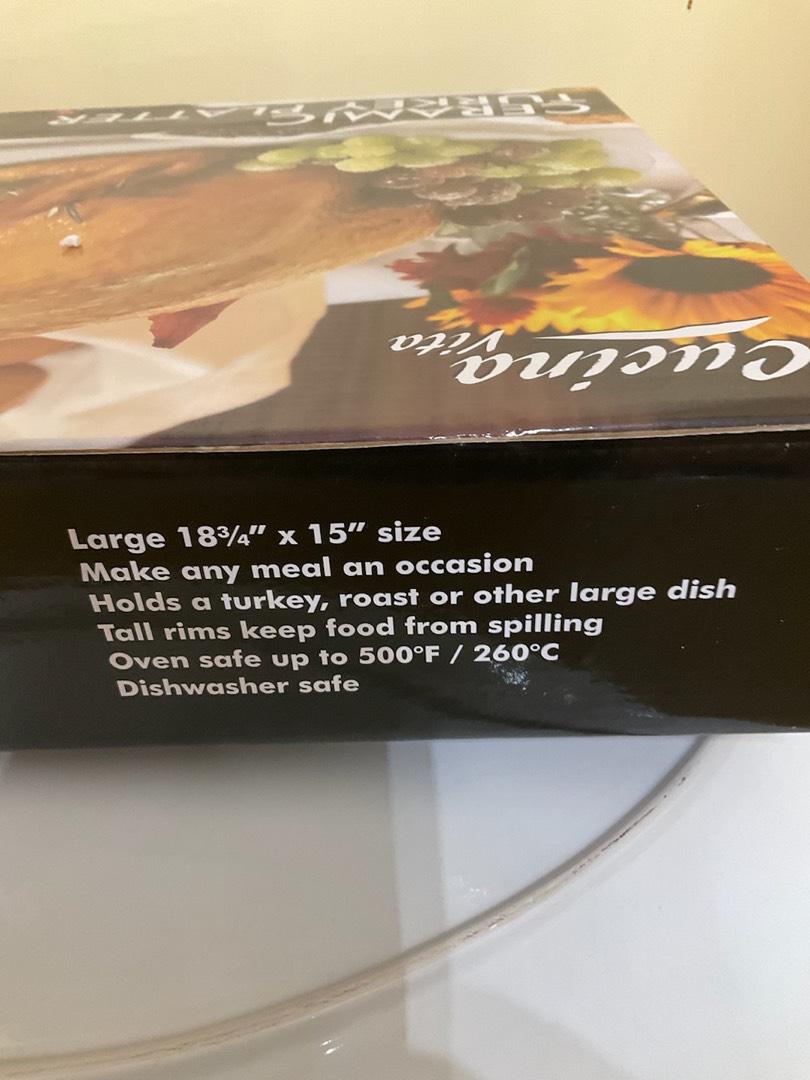 CERAMIC
TURKEY PLATTER
Cucina
Vita
Large 18¾" x 15" size
Make any meal an occasion
Holds a turkey, roast or other large dish
Tall rims keep food from spilling
Oven safe up to 500°F / 260°C
Dishwasher safe